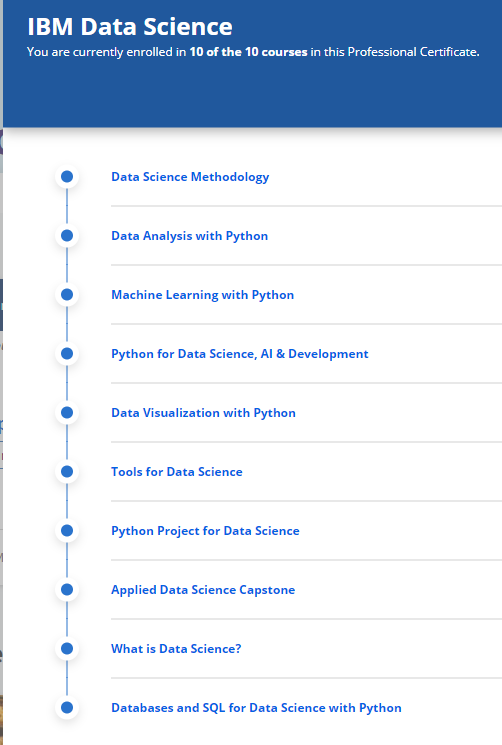 IBM Data Science
You are currently enrolled in 10 of the 10 courses in this Professional Certificate.
Data Science Methodology
Data Analysis with Python
Machine Learning with Python
Python for Data Science, AI & Development
Data Visualization with Python
Tools for Data Science
Python Project for Data Science
Applied Data Science Capstone
What is Data Science?
Databases and SQL for Data Science with Python